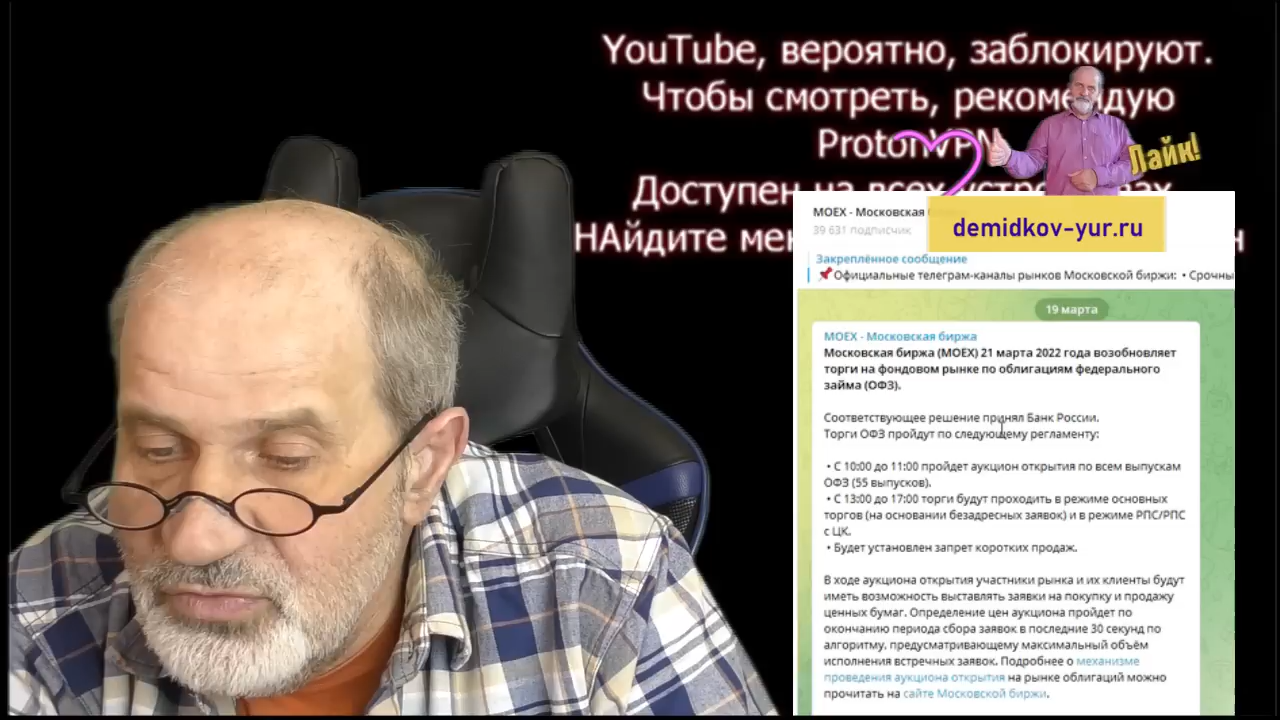 YouTube, вероятно, заблокируют.
Чтобы смотреть, рекомендую
ProtonVPN
Лайк!
Доступен на всех
НАйдите
MOEX - Московская
demidkov-yur.ru
39 631 подписчик
Закреплённое сообщение
Официальные телеграм-каналы рынков Московской биржи: • Срочны
19 марта
MOEX - Московская биржа
Московская биржа (MOEX) 21 марта 2022 года возобновляет
торги на фондовом рынке по облигациям федерального
займа (ОФЗ).
Соответствующее решение принял Банк России.
Торги ОФЗ пройдут по следующему регламенту:
• С 10:00 до 11:00 пройдет аукцион открытия по всем выпускам
ОФЗ (55 выпусков).
• С 13:00 до 17:00 торги будут проходить в режиме основных
торгов (на основании безадресных заявок) и в режиме РПС/РПС
с ЦК.
• Будет установлен запрет коротких продаж.
В ходе аукциона открытия участники рынка и их клиенты будут
иметь возможность выставлять заявки на покупку и продажу
ценных бумаг. Определение цен аукциона пройдет по
окончанию периода сбора заявок в последние 30 секунд по
алгоритму, предусматривающему максимальный объём
исполнения встречных заявок. Подробнее о механизме
проведения аукциона открытия на рынке облигаций можно
прочитать на сайте Московской биржи.